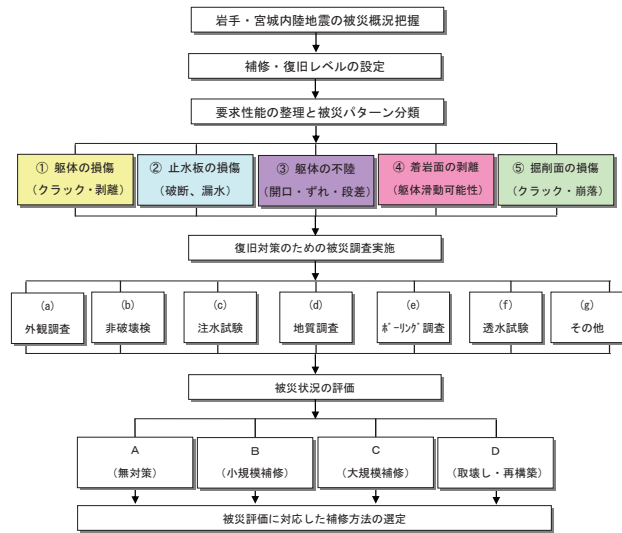 岩手・宮城内陸地震の被災概況把握
補修・復旧レベルの設定
要求性能の整理と被災パターン分類
① 躯体の損傷
（クラック・剥離）
② 止水板の損傷
（破断、漏水）
③ 躯体の不陸
（開口・ずれ・段差）
④ 着岩面の剥離
（躯体滑動可能性）
⑤ 掘削面の損傷
（クラック・崩落）
復旧対策のための被災調査実施
(a)
外観調査
(b)
非破壊検
(c)
注水試験
(d)
地質調査
(e)
ﾎﾞｰﾘﾝｸﾞ調査
(f)
透水試験
(g)
その他
被災状況の評価
A
（無対策）
B
（小規模補修）
C
（大規模補修）
D
（取壊し・再構築）
被災評価に対応した補修方法の選定